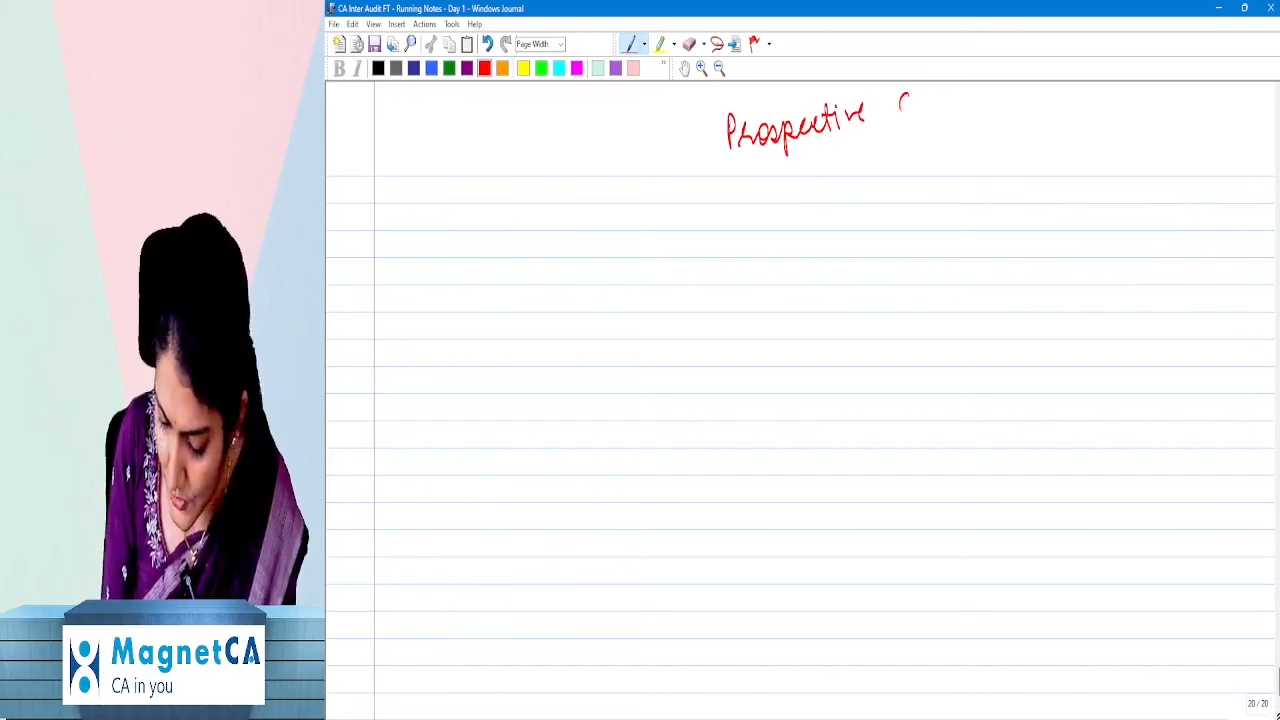 CA Inter Audit FT - Running Notes - Day 1 - Windows Journal
File Edit View Insert Actions Tools Help
Page Width
B I
Prospective
MagnetCA
CA in you
20 / 20